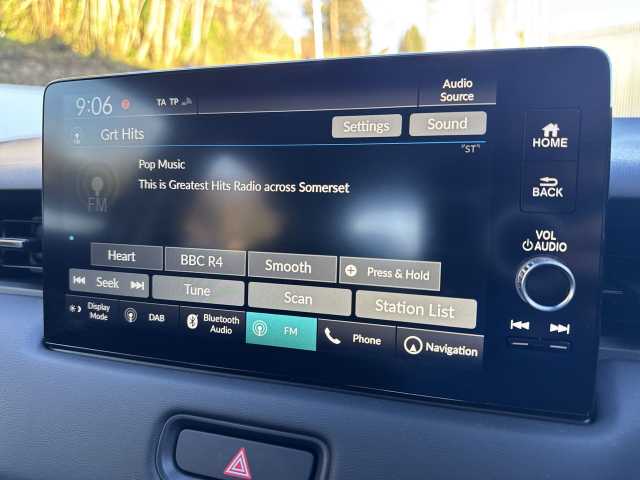 9:06 TA TP
Audio
Source
Grt Hits
Settings
Sound
"ST"
Pop Music
This is Greatest Hits Radio across Somerset
FM
Heart
BBC R4
Smooth
Press & Hold
Seek
Tune
Scan
Station List
Display
Mode
DAB
Bluetooth
Audio
FM
Phone
Navigation
HOME
BACK
VOL
AUDIO